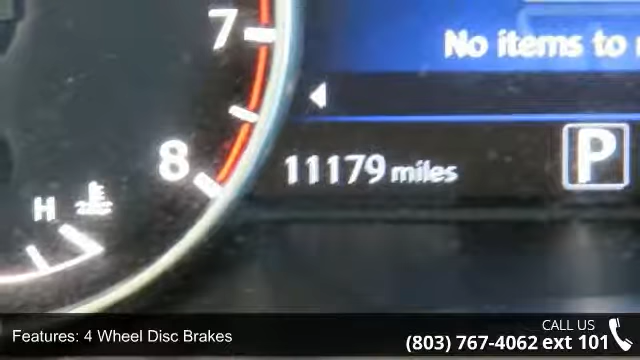 7
No items to
8
11179 miles
P
H
Features: 4 Wheel Disc Brakes
CALL US
(803) 767-4062 ext 101